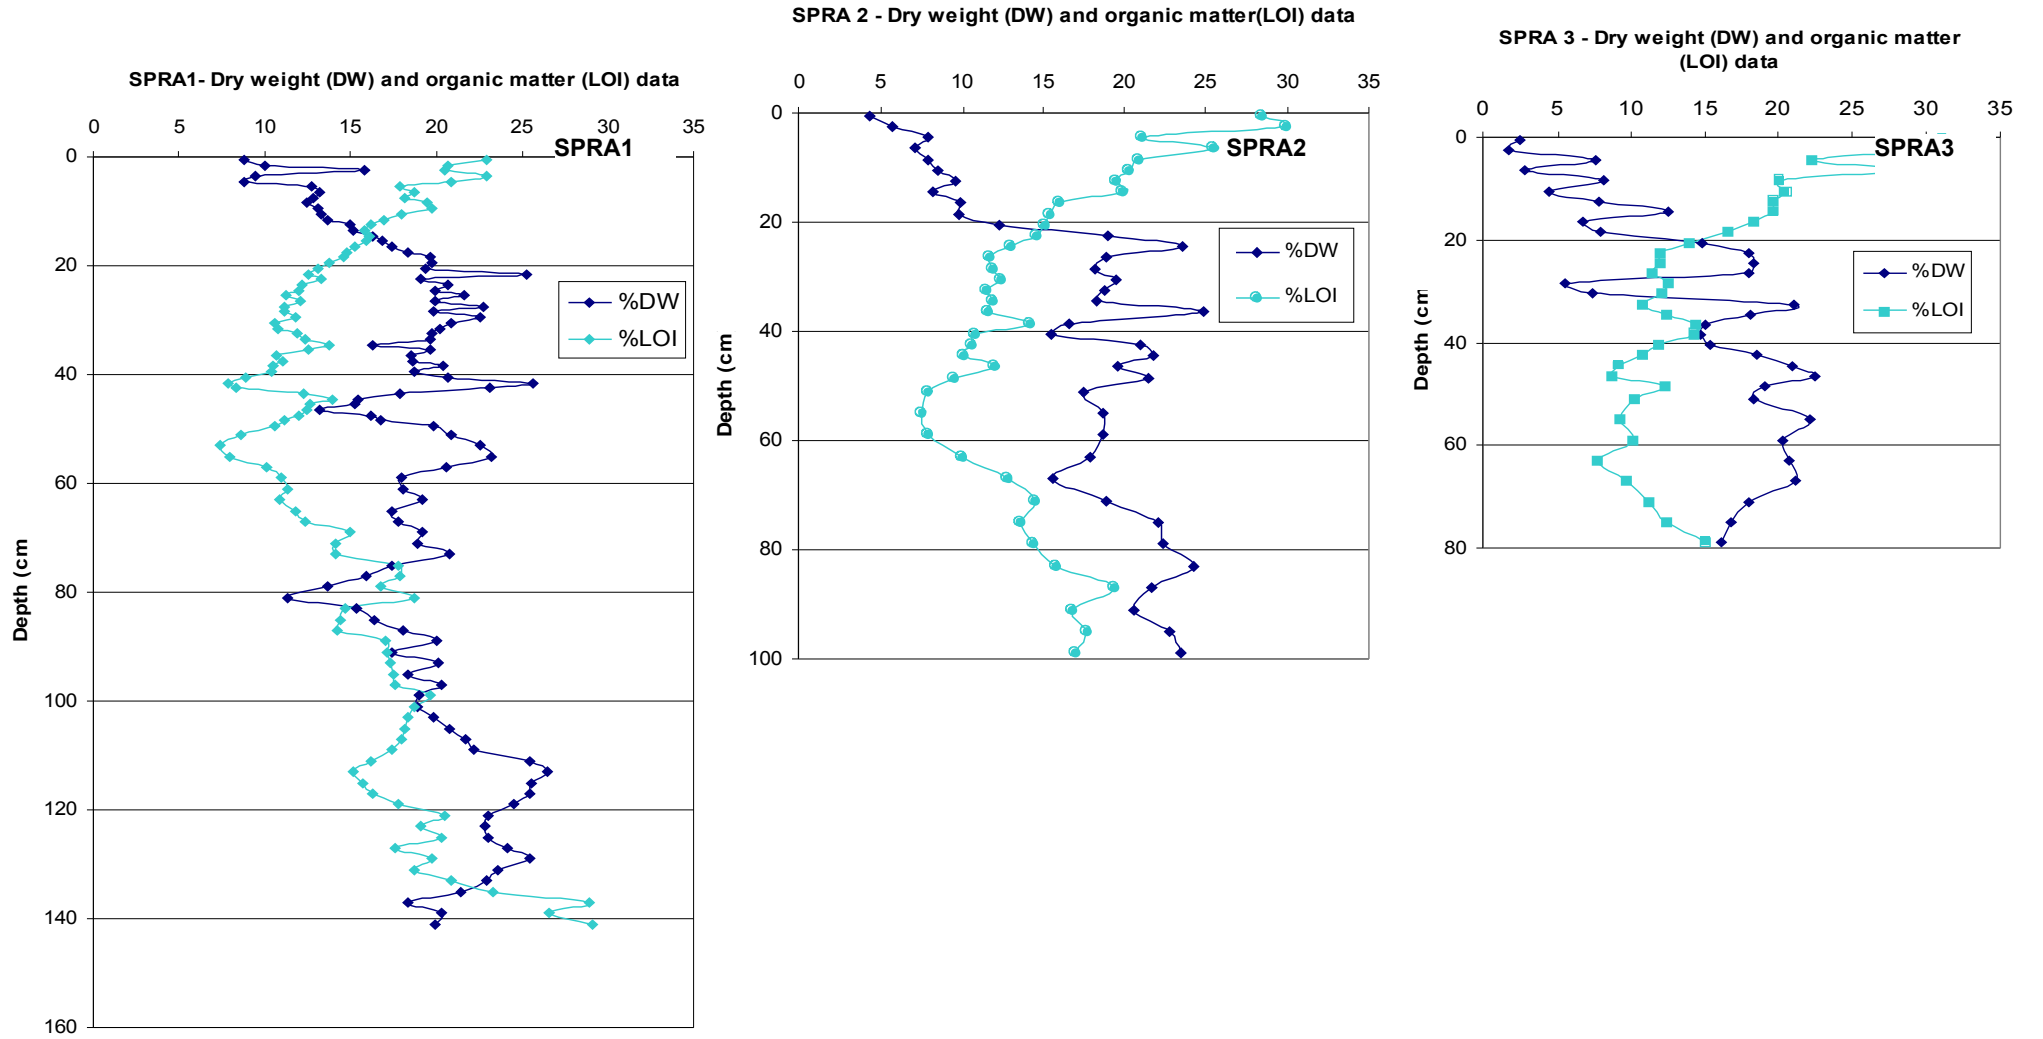 SPRA1- Dry weight (DW) and organic matter (LOI) data
0 5 10 15 20 25 30 35
SPRA1
0
20
40
60
80
100
120
140
160
Depth (cm
%DW
%LOI
SPRA 2 - Dry weight (DW) and organic matter(LOI) data
0 5 10 15 20 25 30 35
SPRA2
0
20
40
60
80
100
Depth (cm
%DW
%LOI
SPRA 3 - Dry weight (DW) and organic matter
(LOI) data
0 5 10 15 20 25 35
SPRA3
0
20
40
60
80
Depth (cm
%DW
%LOI